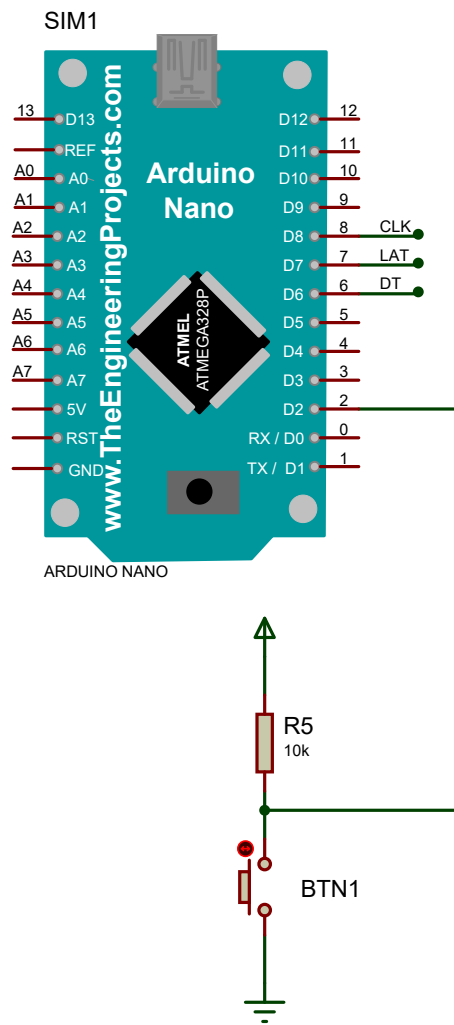 SIM1
www.TheEngineeringProjects.com
Arduino
Nano
ATMEL
ATMEGA328P
13 D13
REF
A0 A0
A1 A1
A2 A2
A3 A3
A4 A4
A5 A5
A6 A6
A7 A7
5V
RST
GND
D12 12
D11 11
D10 10
D9 9
D8 8 CLK
D7 7 LAT
D6 6 DT
D5 5
D4 4
D3 3
D2 2
RX / D0 0
TX / D1 1
ARDUINO NANO
R5
10k
BTN1